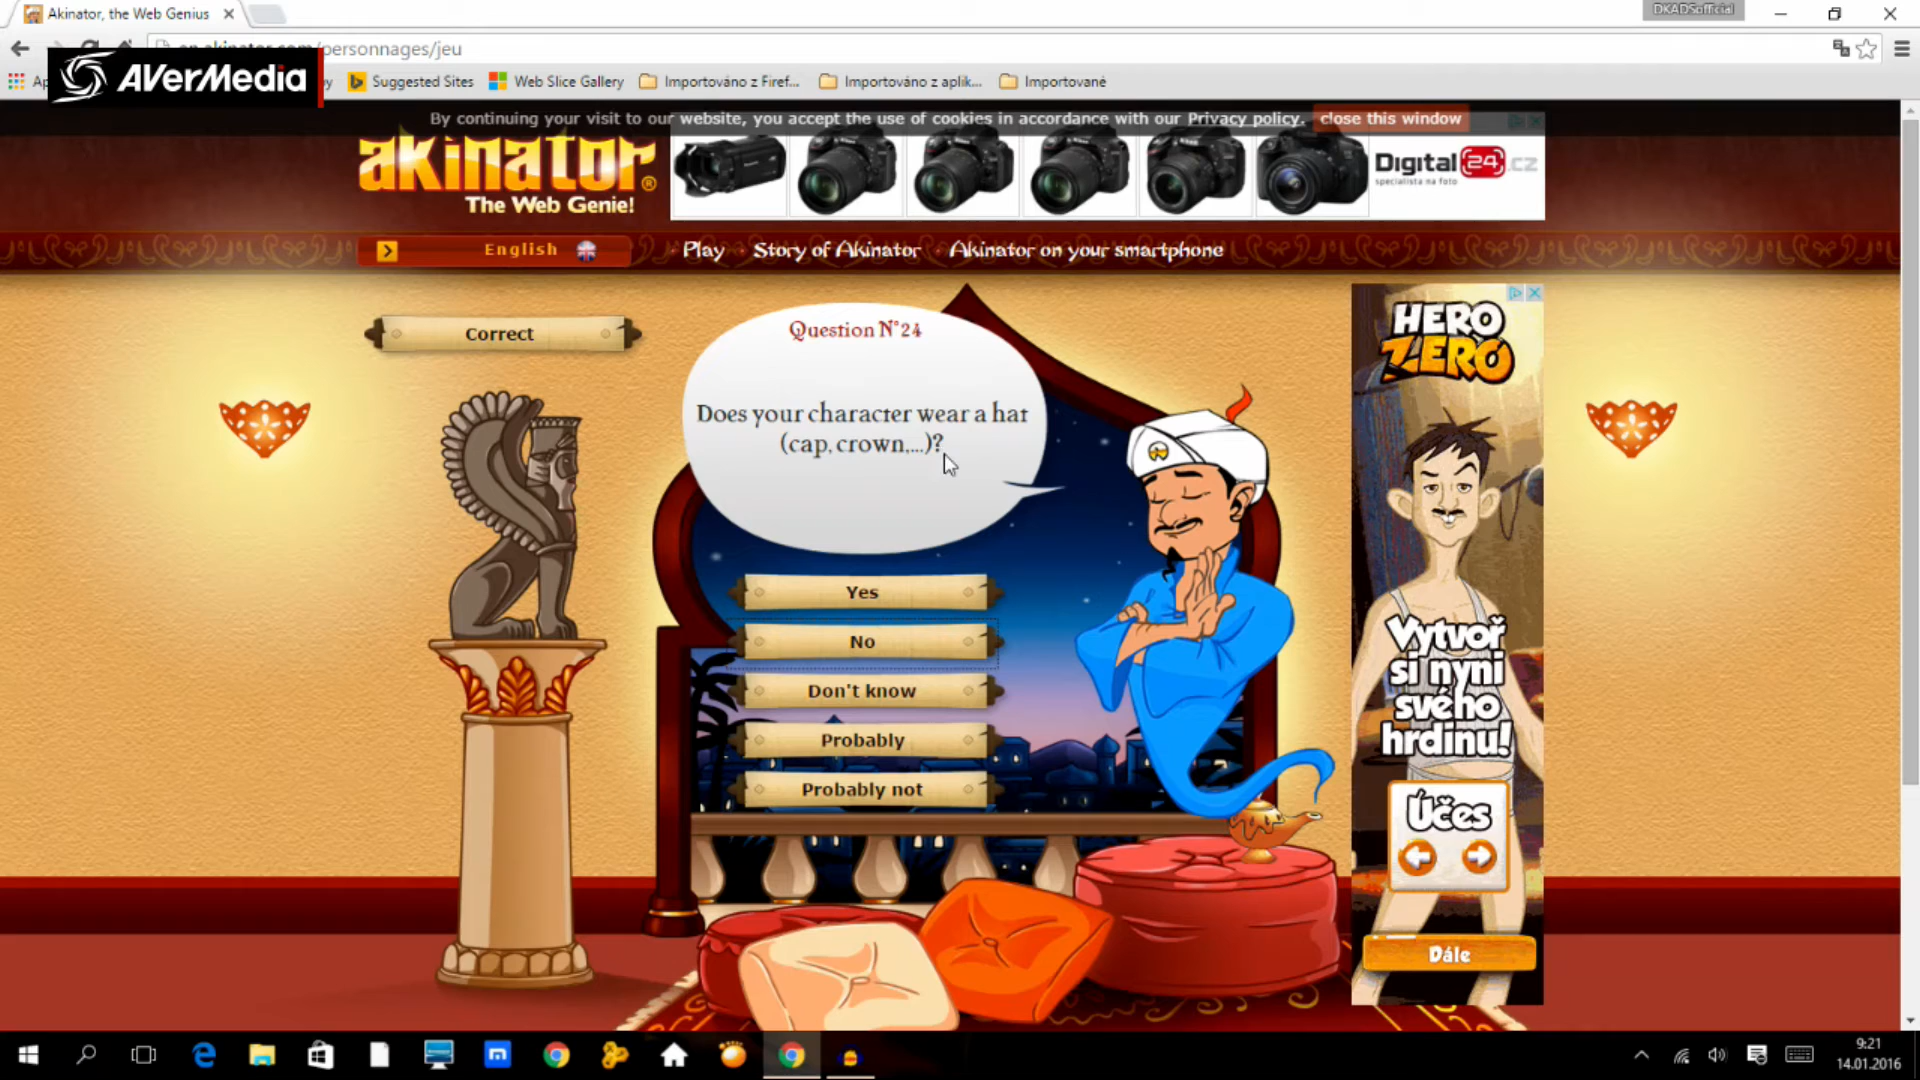 Akinator, the Web Genius
DKADSofficial
/personnages/jeu
AVerMedia
Suggested Sites
Web Slice Gallery
Importováno z Firef...
Importováno z aplik...
Importované
By continuing your visit to our website, you accept the use of cookies in accordance with our Privacy policy. close this window
akinator®
The Web Genie!
Digital 24.cz
specialista na foto
English
Play
Story of Akinator
Akinator on your smartphone
Correct
Question N°24
Does your character wear a hat
(cap, crown,...)?
Yes
No
Don't know
Probably
Probably not
HERO
ZERO
Vytvoř
si nyní
svého
hrdinu!
Účes
Dále
9:21
14.01.2016